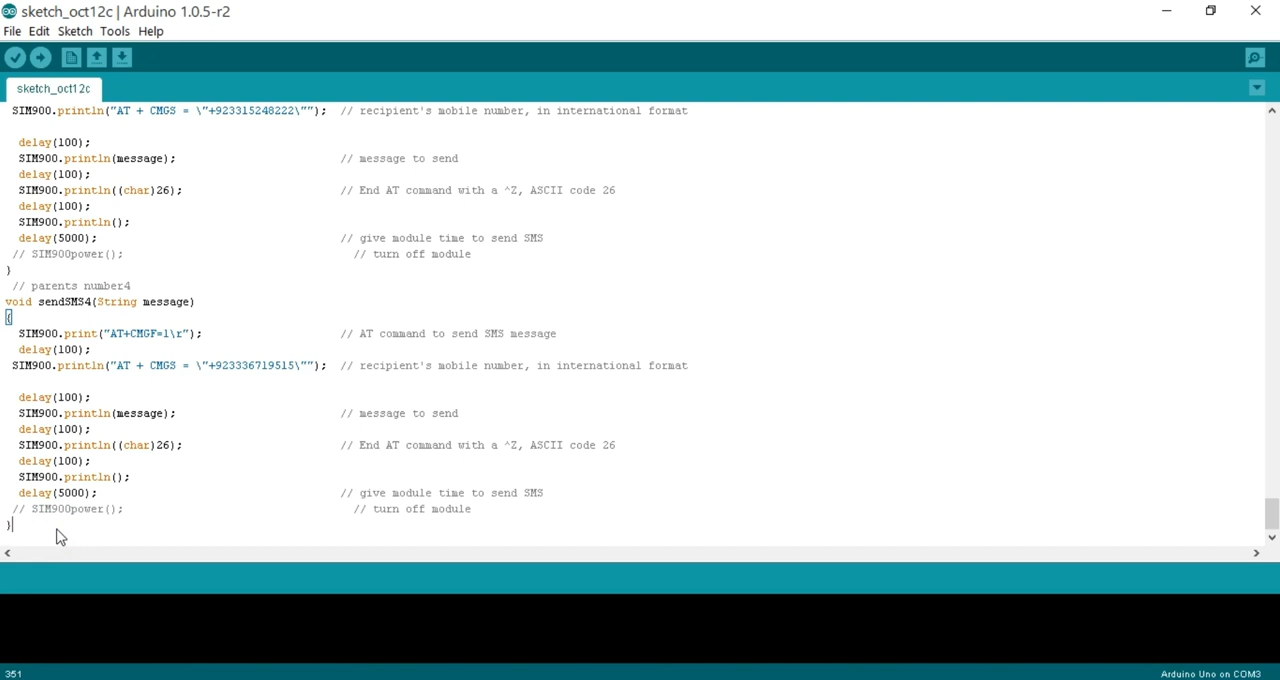 sketch_oct12c | Arduino 1.0.5-r2
File Edit Sketch Tools Help
sketch_oct12c
SIM900.println("AT + CMGS = \"+923315248222\""); // recipient's mobile number, in international format
delay(100);
SIM900.println(message); // message to send
delay(100);
SIM900.println((char)26); // End AT command with a ^Z, ASCII code 26
delay(100);
SIM900.println();
delay(5000); // give module time to send SMS
// SIM900power(); // turn off module
}
// parents number4
void sendSMS4(String message)
{
SIM900.print("AT+CMGF=1\r"); // AT command to send SMS message
delay(100);
SIM900.println("AT + CMGS = \"+923336719515\""); // recipient's mobile number, in international format
delay(100);
SIM900.println(message); // message to send
delay(100);
SIM900.println((char)26); // End AT command with a ^Z, ASCII code 26
delay(100);
SIM900.println();
delay(5000); // give module time to send SMS
// SIM900power(); // turn off module
}
351 Arduino Uno on COM3